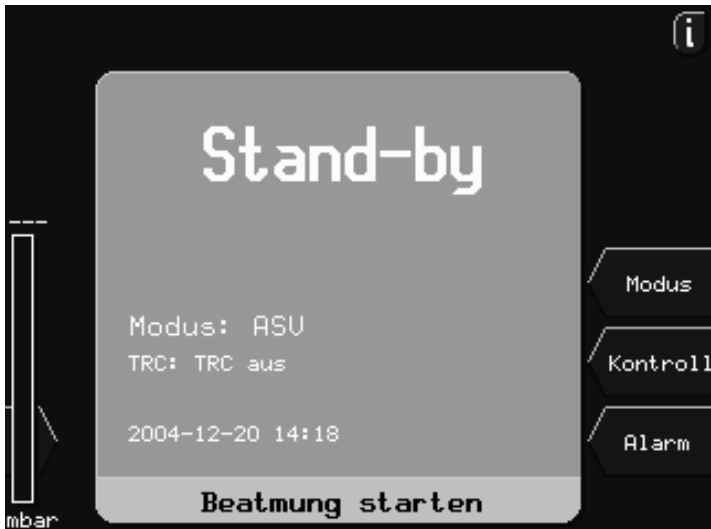 i
Stand-by
---
Modus: ASV
TRC: TRC aus
2004-12-20 14:18
Beatmung starten
mbar
Modus
Kontroll
Alarm